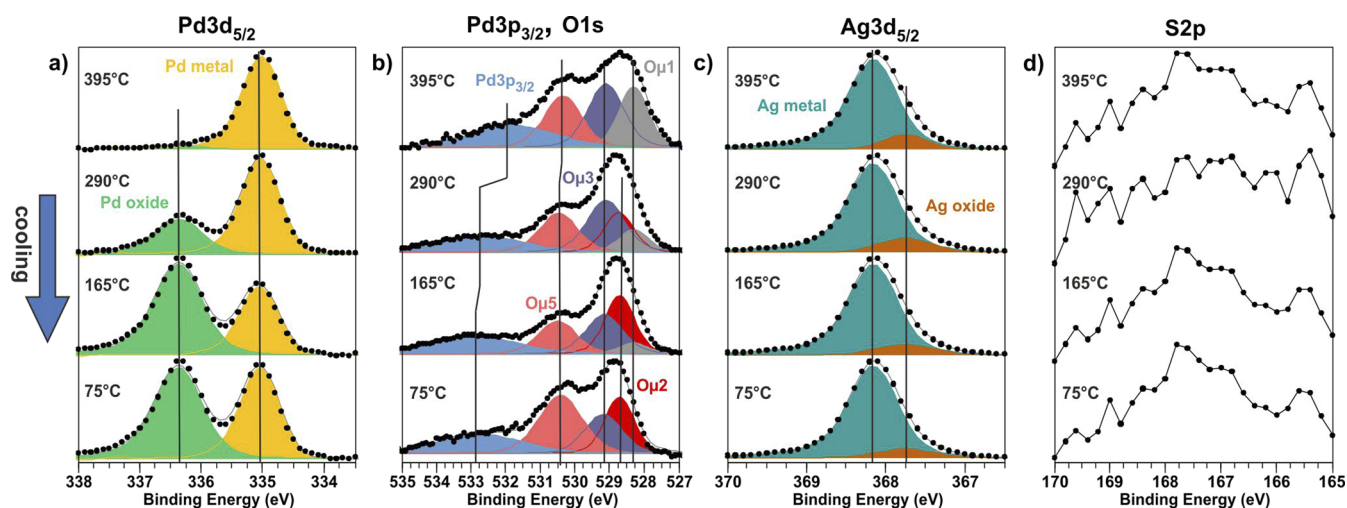 Pd3d5/2
Pd3p3/2, O1s
Ag3d5/2
S2p
a)
Pd metal
395°C
290°C
Pd oxide
165°C
75°C
cooling
338
337
336
335
334
Binding Energy (eV)
b)
395°C
Pd3p3/2
Oμ1
290°C
Oμ3
165°C
Oμ5
75°C
Oμ2
535 534 533 532 531 530 529 528 527
Binding Energy (eV)
c)
395°C
Ag metal
290°C
Ag oxide
165°C
75°C
370
369
368
367
Binding Energy (eV)
d)
395°C
290°C
165°C
75°C
170 169 168 167 166 165
Binding Energy (eV)